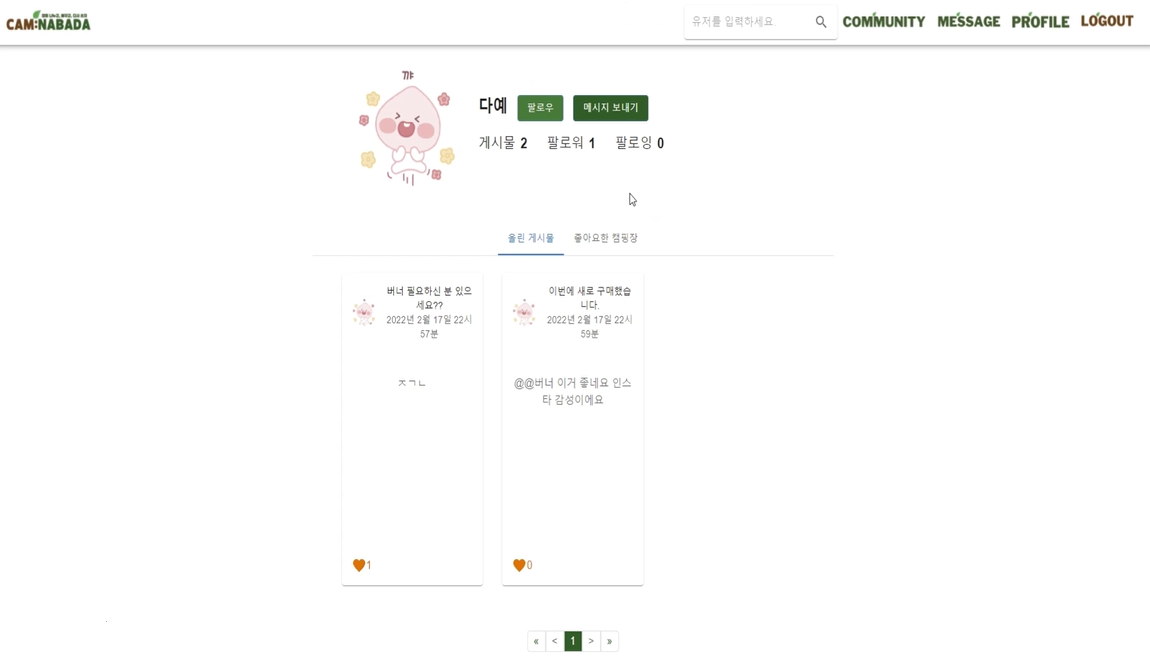 CAM:NABADA
유저를 입력하세요
COMMUNITY MESSAGE PROFILE LOGOUT
꺄
다예 팔로우 메시지 보내기
게시물 2 팔로워 1 팔로잉 0
올린 게시물 좋아요한 캠핑장
버너 필요하신 분 있으
세요??
2022년 2월 17일 22시
57분
ㅈㄱㄴ
1
이번에 새로 구매했습
니다.
2022년 2월 17일 22시
59분
@@버너 이거 좋네요 인스
타 감성이에요
0
« < 1 > »